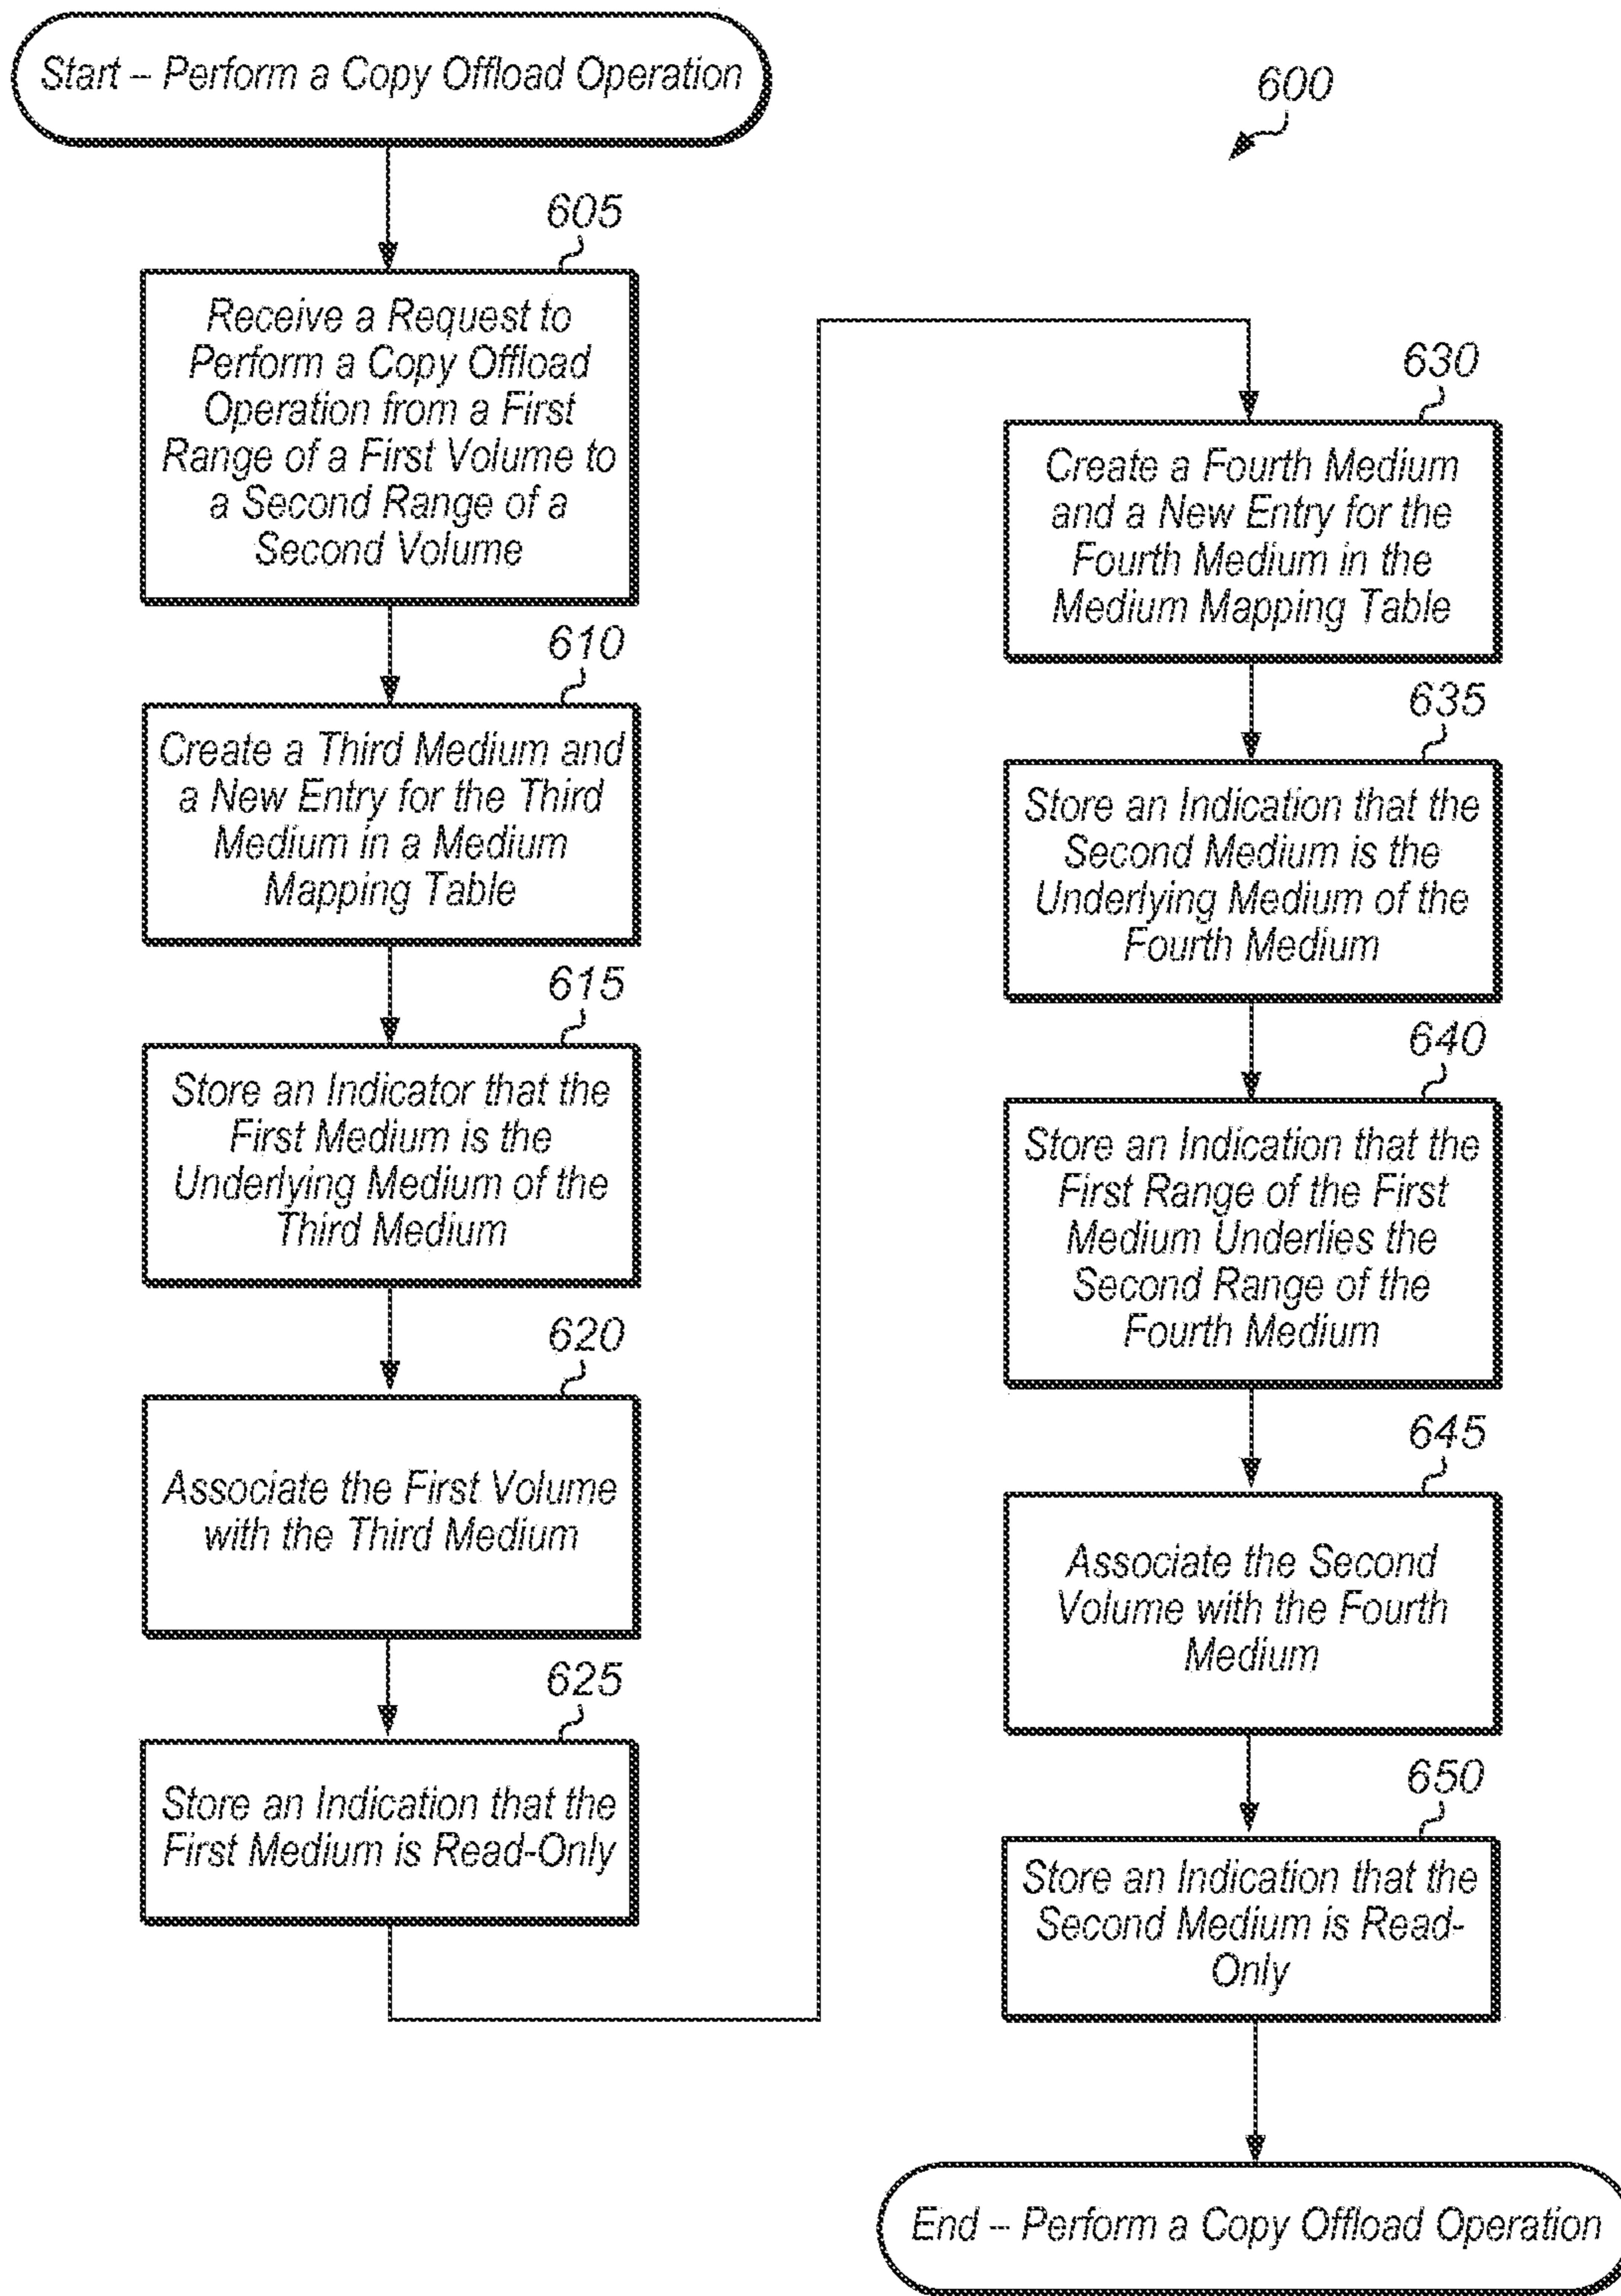 Start – Perform a Copy Offload Operation
600
605
Receive a Request to
Perform a Copy Offload
Operation from a First
Range of a First Volume to
a Second Range of a
Second Volume
610
Create a Third Medium and
a New Entry for the Third
Medium in a Medium
Mapping Table
615
Store an Indicator that the
First Medium is the
Underlying Medium of the
Third Medium
620
Associate the First Volume
with the Third Medium
625
Store an Indication that the
First Medium is Read-Only
630
Create a Fourth Medium
and a New Entry for the
Fourth Medium in the
Medium Mapping Table
635
Store an Indication that the
Second Medium is the
Underlying Medium of the
Fourth Medium
640
Store an Indication that the
First Range of the First
Medium Underlies the
Second Range of the
Fourth Medium
645
Associate the Second
Volume with the Fourth
Medium
650
Store an Indication that the
Second Medium is Read-
Only
End – Perform a Copy Offload Operation